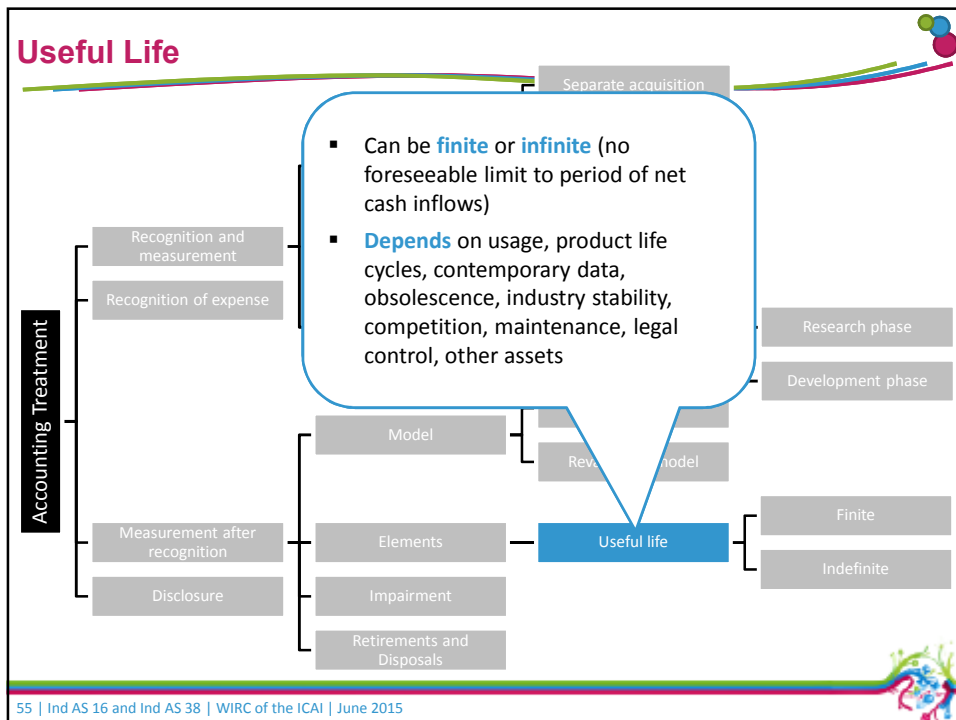 Useful Life
Separate acquisition
▪ Can be finite or infinite (no
foreseeable limit to period of net
cash inflows)
▪ Depends on usage, product life
cycles, contemporary data,
obsolescence, industry stability,
competition, maintenance, legal
control, other assets
Accounting Treatment
Recognition and
measurement
Recognition of expense
Measurement after
recognition
Disclosure
Model
Elements
Impairment
Retirements and
Disposals
model
Useful life
Research phase
Development phase
Finite
Indefinite
55 | Ind AS 16 and Ind AS 38 | WIRC of the ICAI | June 2015